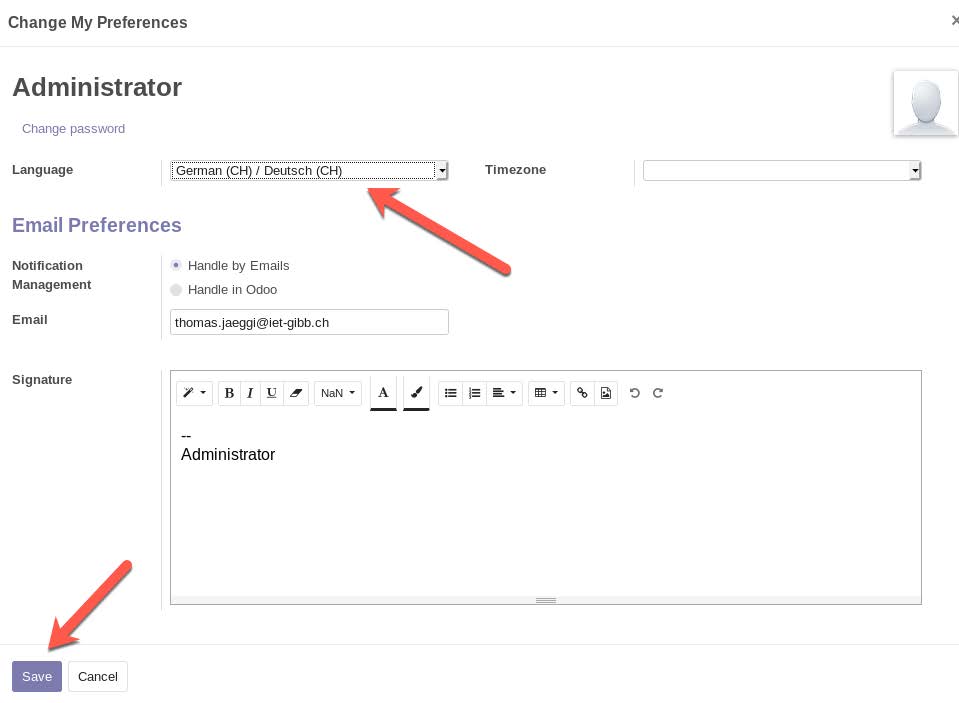 Change My Preferences
×
Administrator
Change password
Language
German (CH) / Deutsch (CH)
Timezone
Email Preferences
Notification
Management
Handle by Emails
Handle in Odoo
Email
thomas.jaeggi@iet-gibb.ch
Signature
B I U NaN A
--
Administrator
Save Cancel